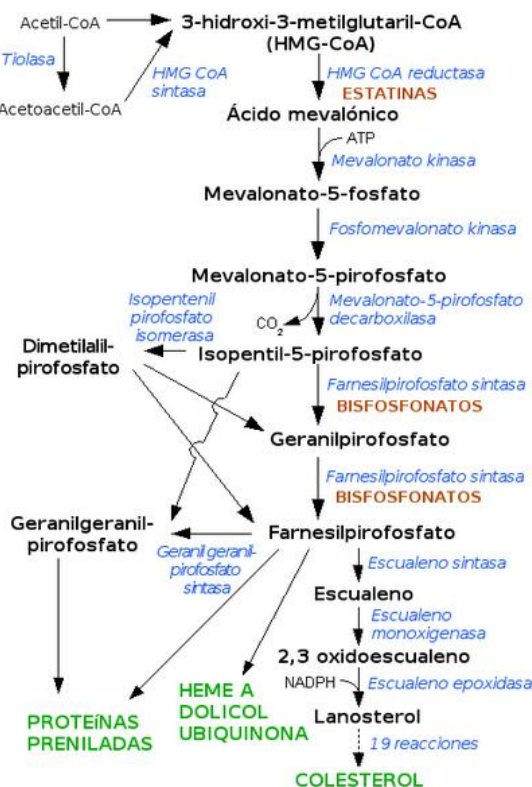 Acetil-CoA
3-hidroxi-3-metilglutaril-CoA
(HMG-CoA)
Tiolasa
HMG CoA
sintasa
HMG CoA reductasa
ESTATINAS
Acetoacetil-CoA
Ácido mevalónico
ATP
Mevalonato kinasa
Mevalonato-5-fosfato
Fosfomevalonato kinasa
Mevalonato-5-pirofosfato
Isopentenil
pirofosfato
isomerasa
CO2
Mevalonato-5-pirofosfato
decarboxilasa
Dimetilalil-
pirofosfato
Isopentil-5-pirofosfato
Farnesilpirofosfato sintasa
BISFOSFONATOS
Geranilpirofosfato
Farnesilpirofosfato sintasa
BISFOSFONATOS
Geranilgeranil-
pirofosfato
Geranil geranil-
pirofosfato
sintasa
Farnesilpirofosfato
Escualeno sintasa
Escualeno
Escualeno
monoxigenasa
2,3 oxidoescualeno
NADPH
Escualeno epoxidasa
Lanosterol
PROTEíNAS
PRENILADAS
HEME A
DOLICOL
UBIQUINONA
19 reacciones
COLESTEROL